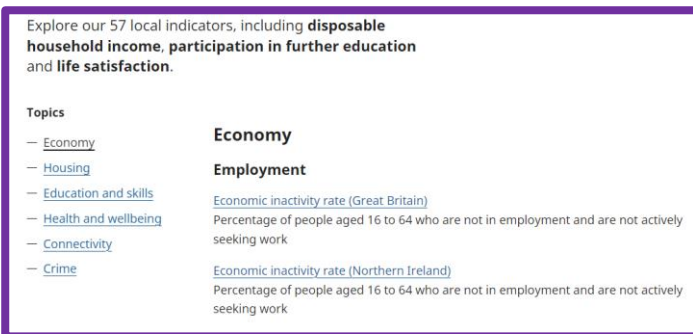 Explore our 57 local indicators, including disposable
household income, participation in further education
and life satisfaction.
Topics
— Economy
— Housing
— Education and skills
— Health and wellbeing
— Connectivity
— Crime
Economy
Employment
Economic inactivity rate (Great Britain)
Percentage of people aged 16 to 64 who are not in employment and are not actively
seeking work
Economic inactivity rate (Northern Ireland)
Percentage of people aged 16 to 64 who are not in employment and are not actively
seeking work